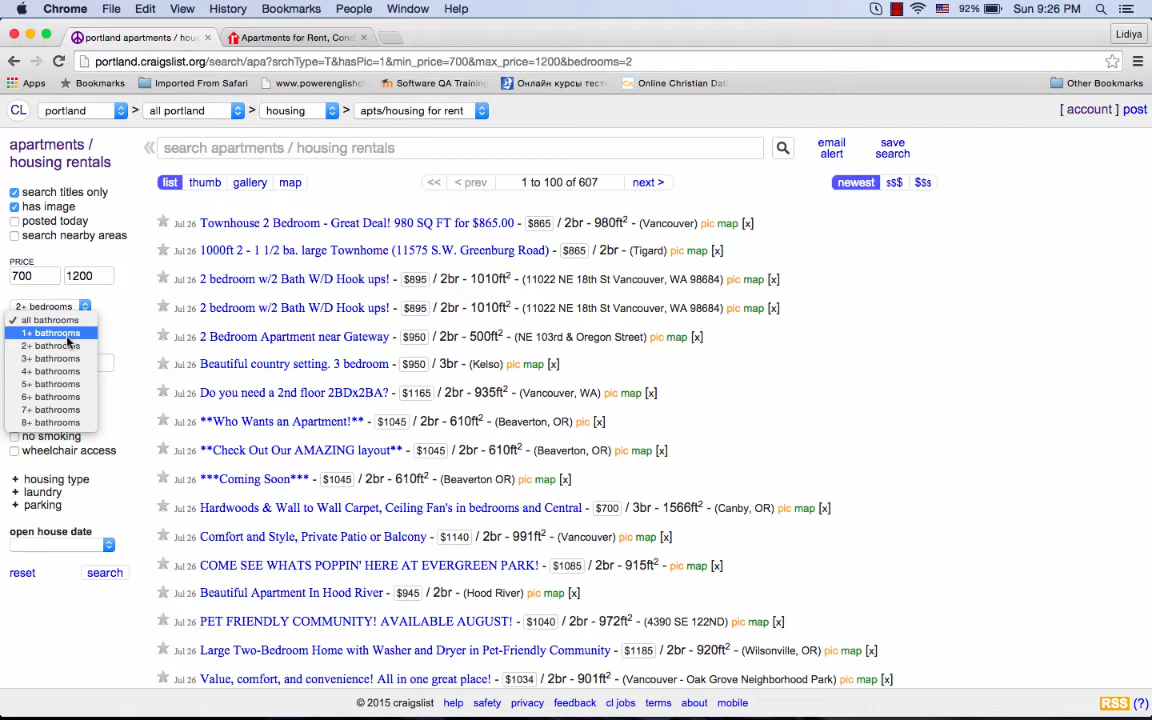 Chrome File Edit View History Bookmarks People Window Help 92% Sun 9:26 PM
portland apartments / hous Apartments for Rent, Cond Lidiya
portland.craigslist.org/search/apa?srchType=T&hasPic=1&min_price=700&max_price=1200&bedrooms=2
Apps Bookmarks Imported From Safari www.powerenglish Software QA Training Онлайн курсы тест Online Christian Dat Other Bookmarks
CL portland > all portland > housing > apts/housing for rent [ account ] post
apartments /
housing rentals
search titles only
has image
posted today
search nearby areas
PRICE
700 1200
2+ bedrooms
✓ all bathrooms
1+ bathrooms
2+ bathrooms
3+ bathrooms
4+ bathrooms
5+ bathrooms
6+ bathrooms
7+ bathrooms
8+ bathrooms
no smoking
wheelchair access
+ housing type
+ laundry
+ parking
open house date
reset search
« search apartments / housing rentals email alert save search
list thumb gallery map << < prev 1 to 100 of 607 next > newest s$$ $$s
Jul 26 Townhouse 2 Bedroom - Great Deal! 980 SQ FT for $865.00 - $865 / 2br - 980ft² - (Vancouver) pic map [x]
Jul 26 1000ft 2 - 1 1/2 ba. large Townhome (11575 S.W. Greenburg Road) - $865 / 2br - (Tigard) pic map [x]
Jul 26 2 bedroom w/2 Bath W/D Hook ups! - $895 / 2br - 1010ft² - (11022 NE 18th St Vancouver, WA 98684) pic map [x]
Jul 26 2 bedroom w/2 Bath W/D Hook ups! - $895 / 2br - 1010ft² - (11022 NE 18th St Vancouver, WA 98684) pic map [x]
Jul 26 2 Bedroom Apartment near Gateway - $950 / 2br - 500ft² - (NE 103rd & Oregon Street) pic map [x]
Jul 26 Beautiful country setting. 3 bedroom - $950 / 3br - (Kelso) pic map [x]
Jul 26 Do you need a 2nd floor 2BDx2BA? - $1165 / 2br - 935ft² - (Vancouver, WA) pic map [x]
Jul 26 **Who Wants an Apartment!** - $1045 / 2br - 610ft² - (Beaverton, OR) pic [x]
Jul 26 **Check Out Our AMAZING layout** - $1045 / 2br - 610ft² - (Beaverton, OR) pic map [x]
Jul 26 ***Coming Soon*** - $1045 / 2br - 610ft² - (Beaverton OR) pic map [x]
Jul 26 Hardwoods & Wall to Wall Carpet, Ceiling Fan's in bedrooms and Central - $700 / 3br - 1566ft² - (Canby, OR) pic map [x]
Jul 26 Comfort and Style, Private Patio or Balcony - $1140 / 2br - 991ft² - (Vancouver) pic map [x]
Jul 26 COME SEE WHATS POPPIN' HERE AT EVERGREEN PARK! - $1085 / 2br - 915ft² - pic map [x]
Jul 26 Beautiful Apartment In Hood River - $945 / 2br - (Hood River) pic map [x]
Jul 26 PET FRIENDLY COMMUNITY! AVAILABLE AUGUST! - $1040 / 2br - 972ft² - (4390 SE 122ND) pic map [x]
Jul 26 Large Two-Bedroom Home with Washer and Dryer in Pet-Friendly Community - $1185 / 2br - 920ft² - (Wilsonville, OR) pic map [x]
Jul 26 Value, comfort, and convenience! All in one great place! - $1034 / 2br - 901ft² - (Vancouver - Oak Grove Neighborhood Park) pic map [x]
© 2015 craigslist help safety privacy feedback cl jobs terms about mobile RSS (?)